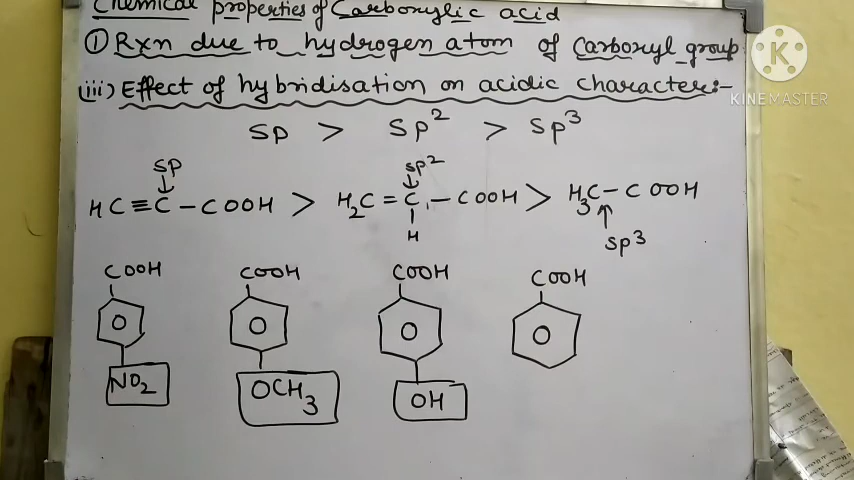 Chemical properties of Carboxylic acid
① Rxn due to hydrogen atom of Carboxyl group
(iii) Effect of hybridisation on acidic character:-
SP > SP² > SP³
SP SP²
HC≡C-COOH > H₂C=C-COOH > H₃C-COOH
H SP³
COOH COOH COOH COOH
NO₂ OCH₃ OH
K
KINEMASTER